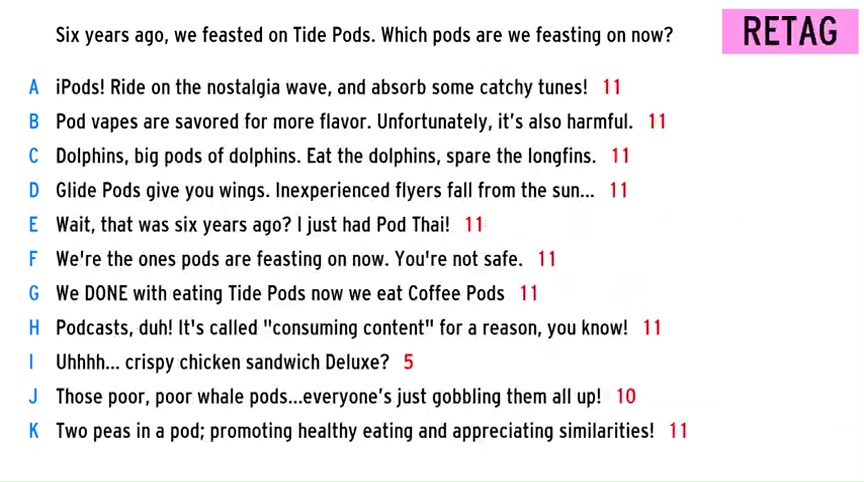 Six years ago, we feasted on Tide Pods. Which pods are we feasting on now?
RETAG
A iPods! Ride on the nostalgia wave, and absorb some catchy tunes! 11
B Pod vapes are savored for more flavor. Unfortunately, it's also harmful. 11
C Dolphins, big pods of dolphins. Eat the dolphins, spare the longfins. 11
D Glide Pods give you wings. Inexperienced flyers fall from the sun... 11
E Wait, that was six years ago? I just had Pod Thai! 11
F We're the ones pods are feasting on now. You're not safe. 11
G We DONE with eating Tide Pods now we eat Coffee Pods 11
H Podcasts, duh! It's called "consuming content" for a reason, you know! 11
I Uhhhh... crispy chicken sandwich Deluxe? 5
J Those poor, poor whale pods...everyone's just gobbling them all up! 10
K Two peas in a pod; promoting healthy eating and appreciating similarities! 11